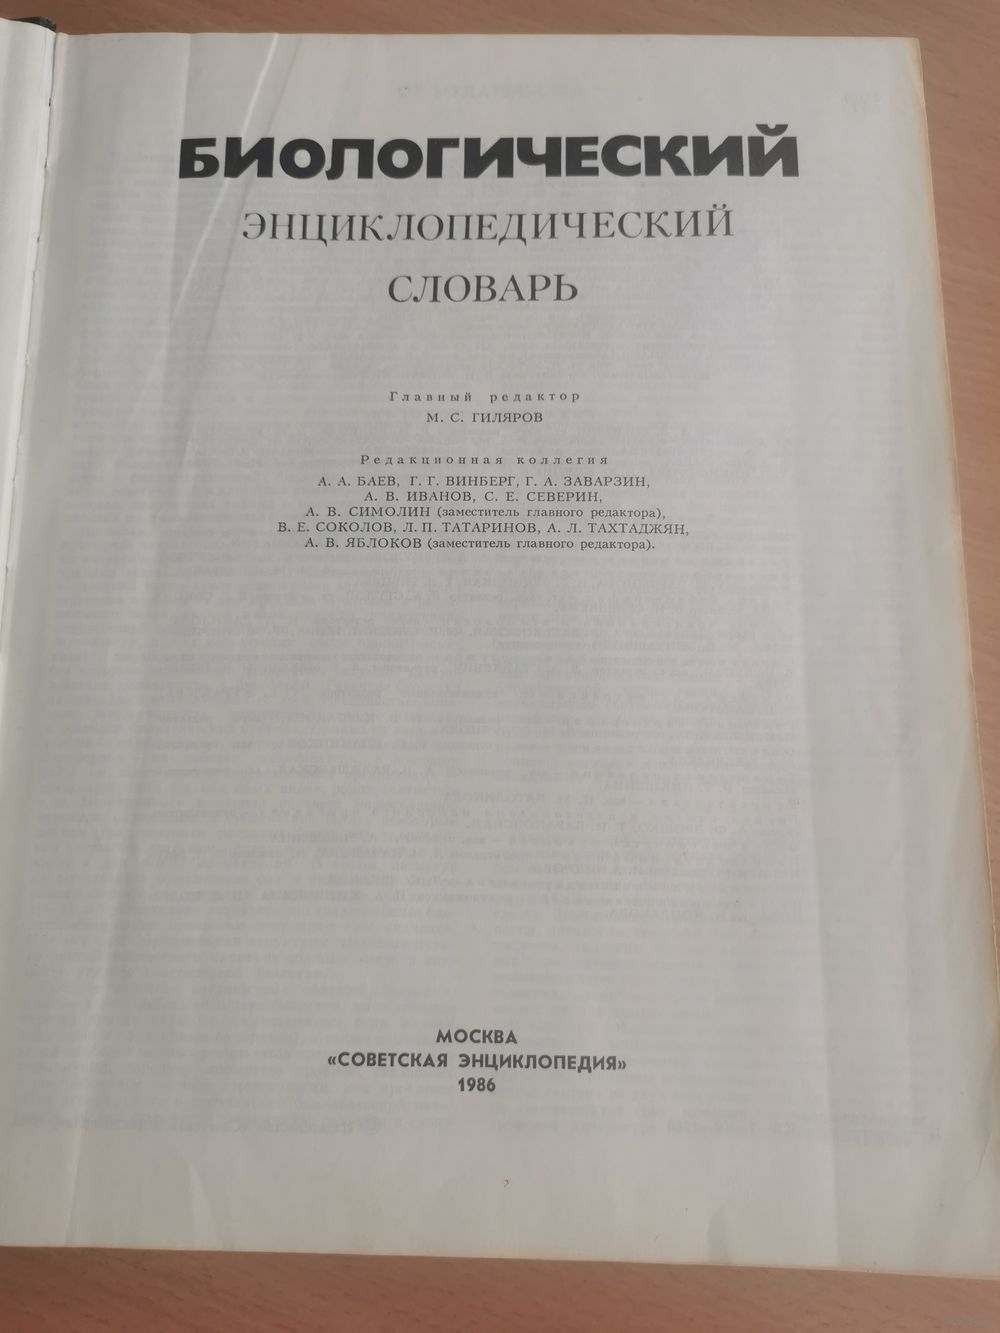 БИОЛОГИЧЕСКИЙ
ЭНЦИКЛОПЕДИЧЕСКИЙ
СЛОВАРЬ
Главный редактор
М. С. ГИЛЯРОВ
Редакционная коллегия
А. А. БАЕВ, Г. Г. ВИНБЕРГ, Г. А. ЗАВАРЗИН,
А. В. ИВАНОВ, С. Е. СЕВЕРИН,
А. В. СИМОЛИН (заместитель главного редактора),
В. Е. СОКОЛОВ, Л. П. ТАТАРИНОВ, А. Л. ТАХТАДЖЯН,
А. В. ЯБЛОКОВ (заместитель главного редактора).
МОСКВА
«СОВЕТСКАЯ ЭНЦИКЛОПЕДИЯ»
1986